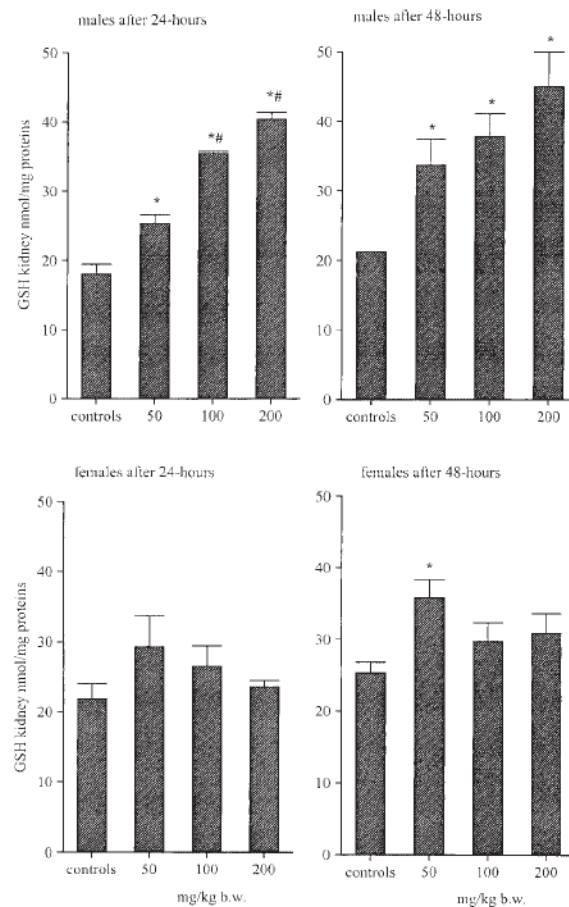 males after 24-hours
males after 48-hours
GSH kidney nmol/mg proteins
50
40
30
20
10
0
*
*#
*#
controls 50 100 200
50
40
30
20
10
0
*
*
*
controls 50 100 200
females after 24-hours
females after 48-hours
GSH kidney nmol/mg proteins
50
40
30
20
10
0
controls 50 100 200
mg/kg b.w.
50
40
30
20
10
0
*
controls 50 100 200
mg/kg b.w.